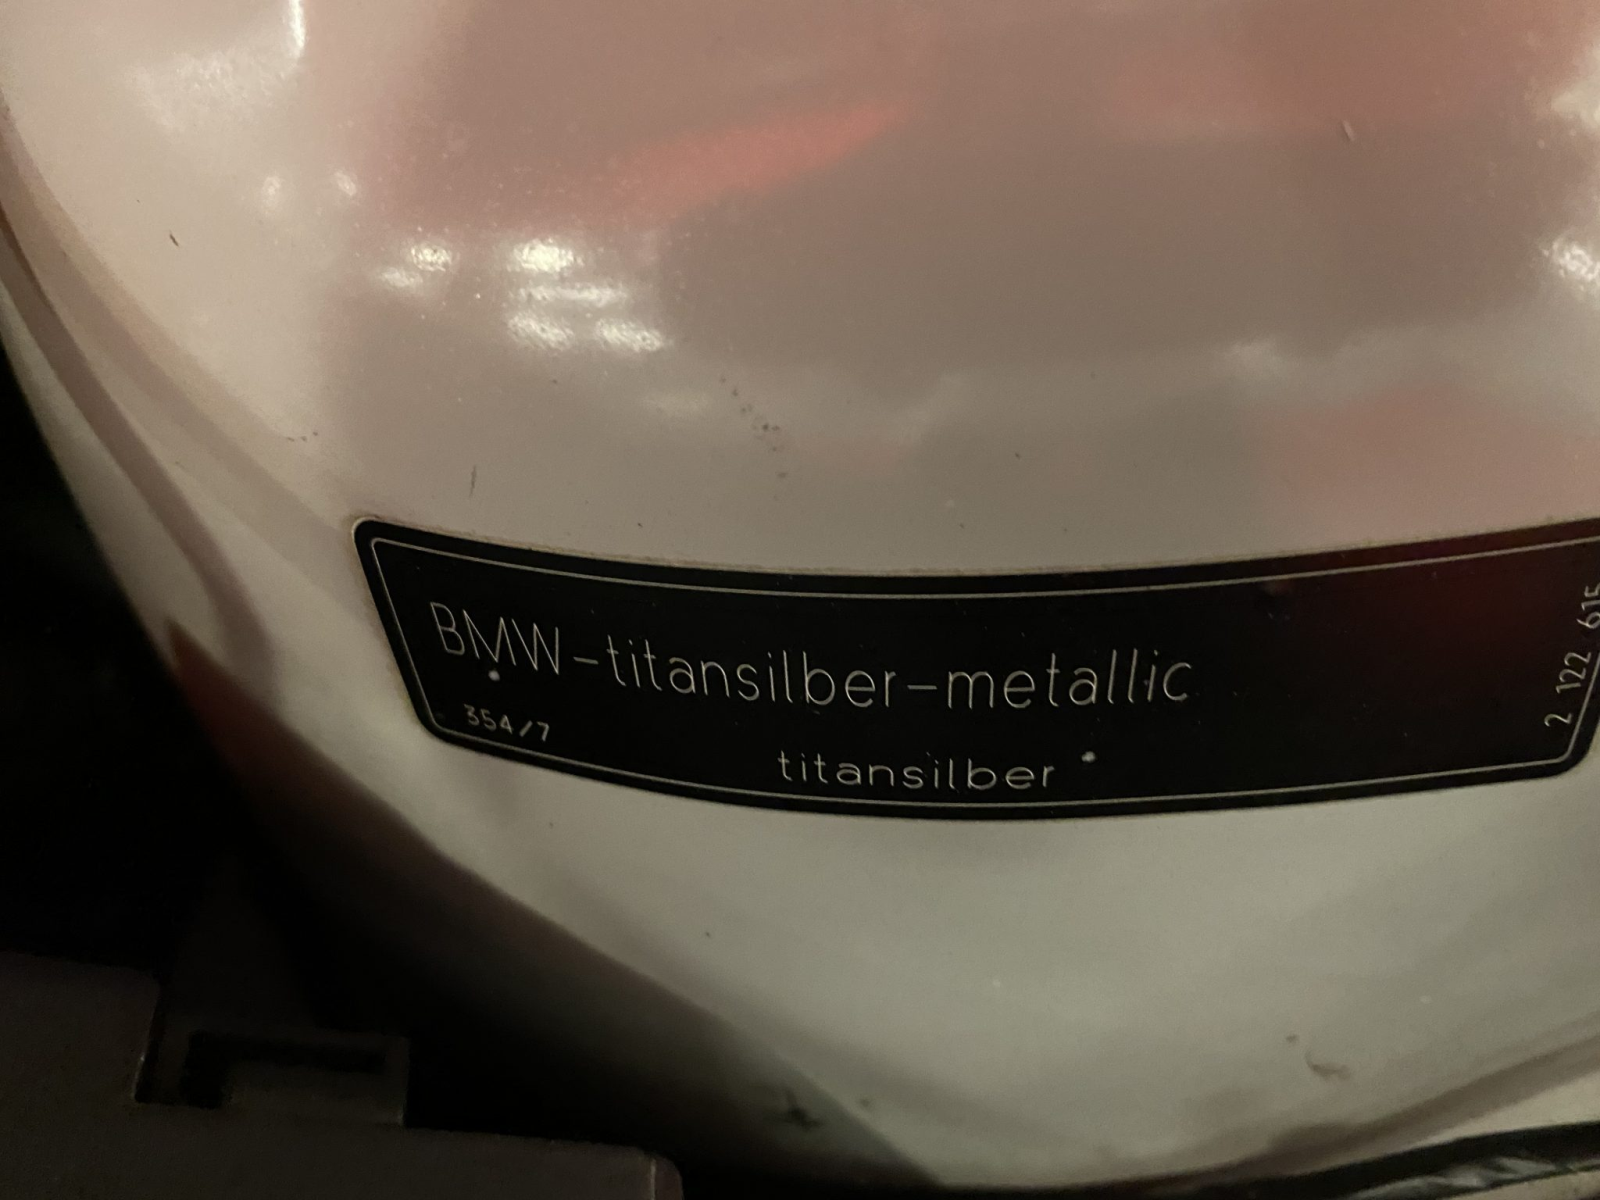 BMW-titansilber-metallic
354/7
titansilber
2 122 615